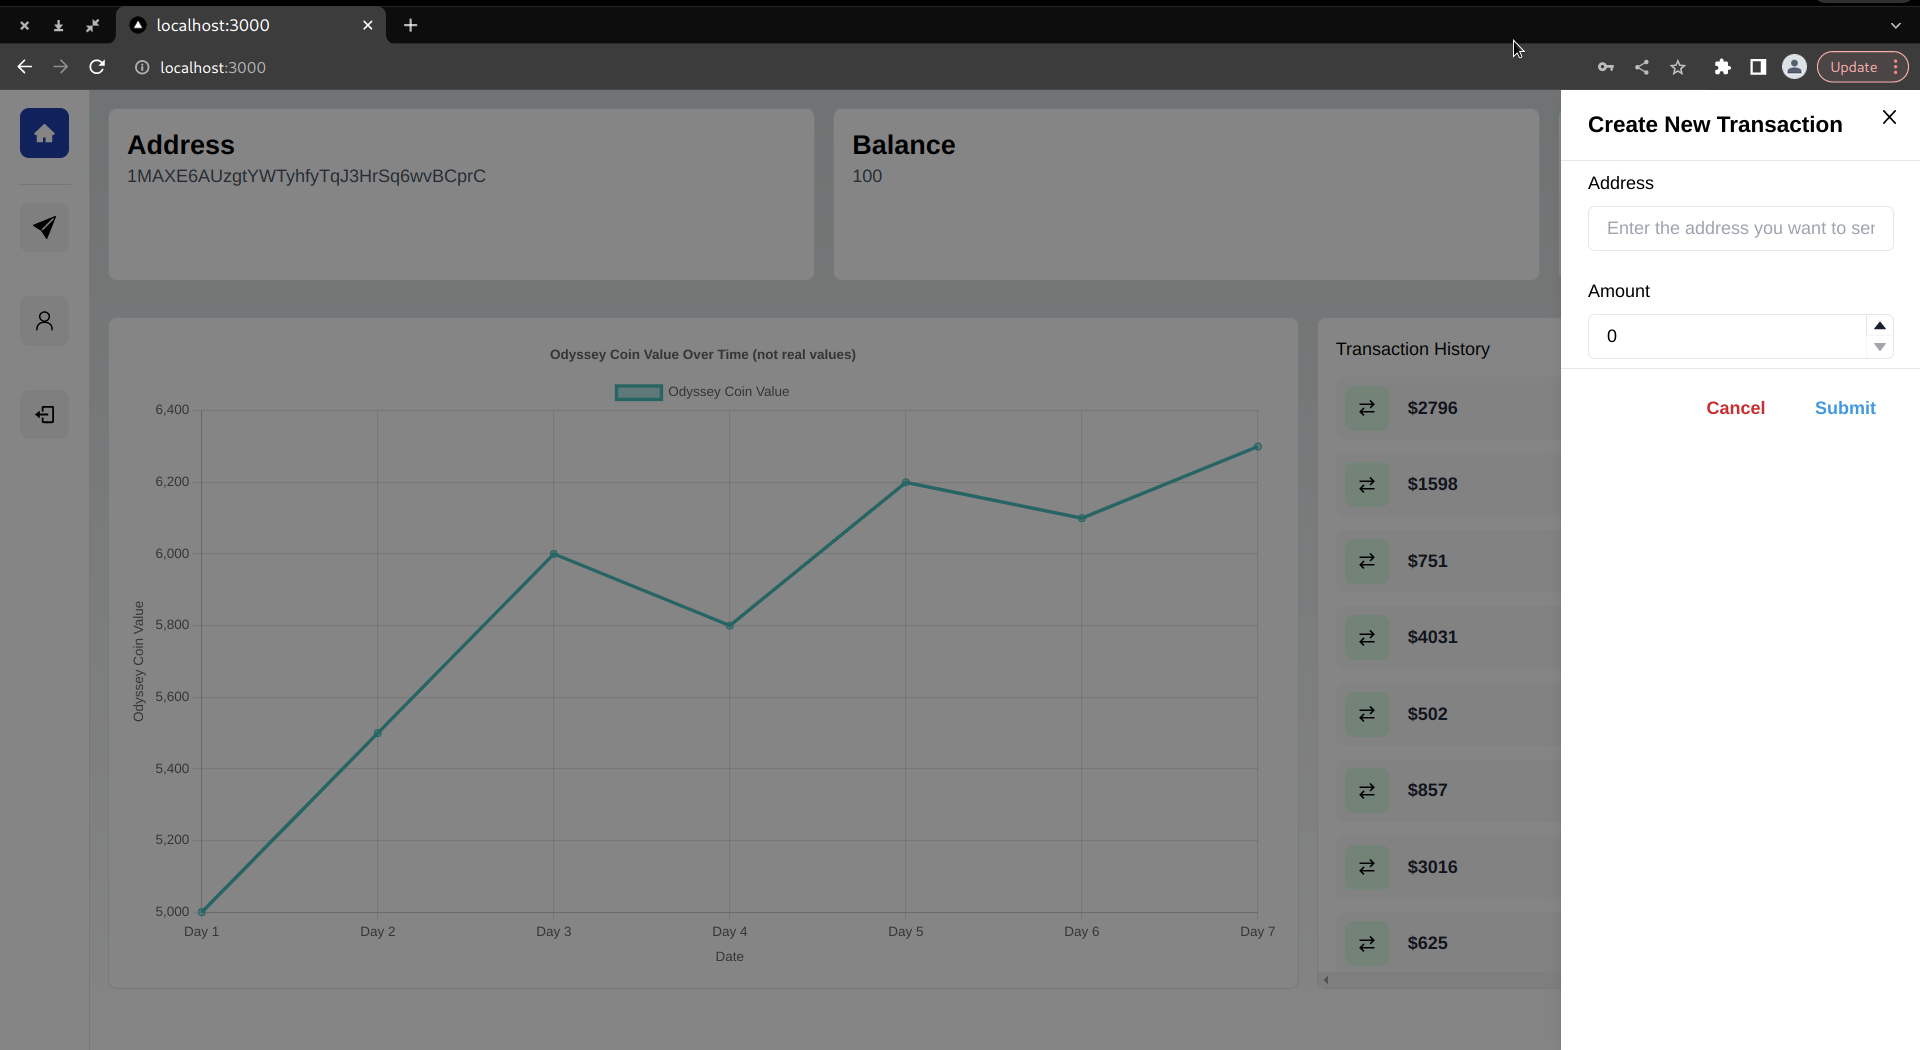 localhost:3000
localhost:3000
Update
Address
1MAXE6AUzgtYWTyhfyTqJ3HrSq6wvBCprC
Balance
100
Odyssey Coin Value Over Time (not real values)
Odyssey Coin Value
6,400
6,200
6,000
5,800
5,600
5,400
5,200
5,000
Odyssey Coin Value
Day 1
Day 2
Day 3
Day 4
Day 5
Day 6
Day 7
Date
Transaction History
$2796
$1598
$751
$4031
$502
$857
$3016
$625
Create New Transaction
Address
Enter the address you want to ser
Amount
0
Cancel
Submit